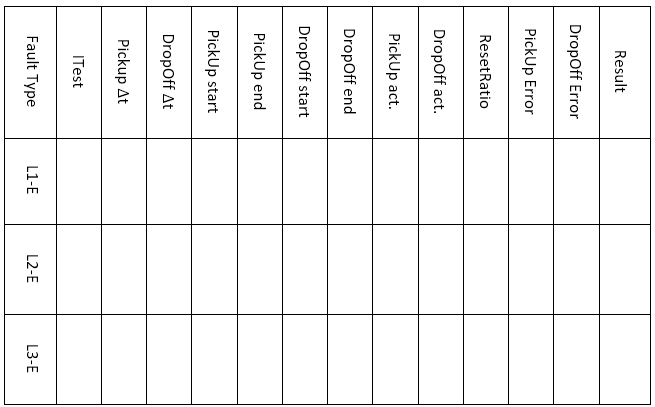 Fault Type
ITest
Pickup Δt
DropOff Δt
PickUp start
PickUp end
DropOff start
DropOff end
PickUp act.
DropOff act.
ResetRatio
PickUp Error
DropOff Error
Result
L1-E
L2-E
L3-E